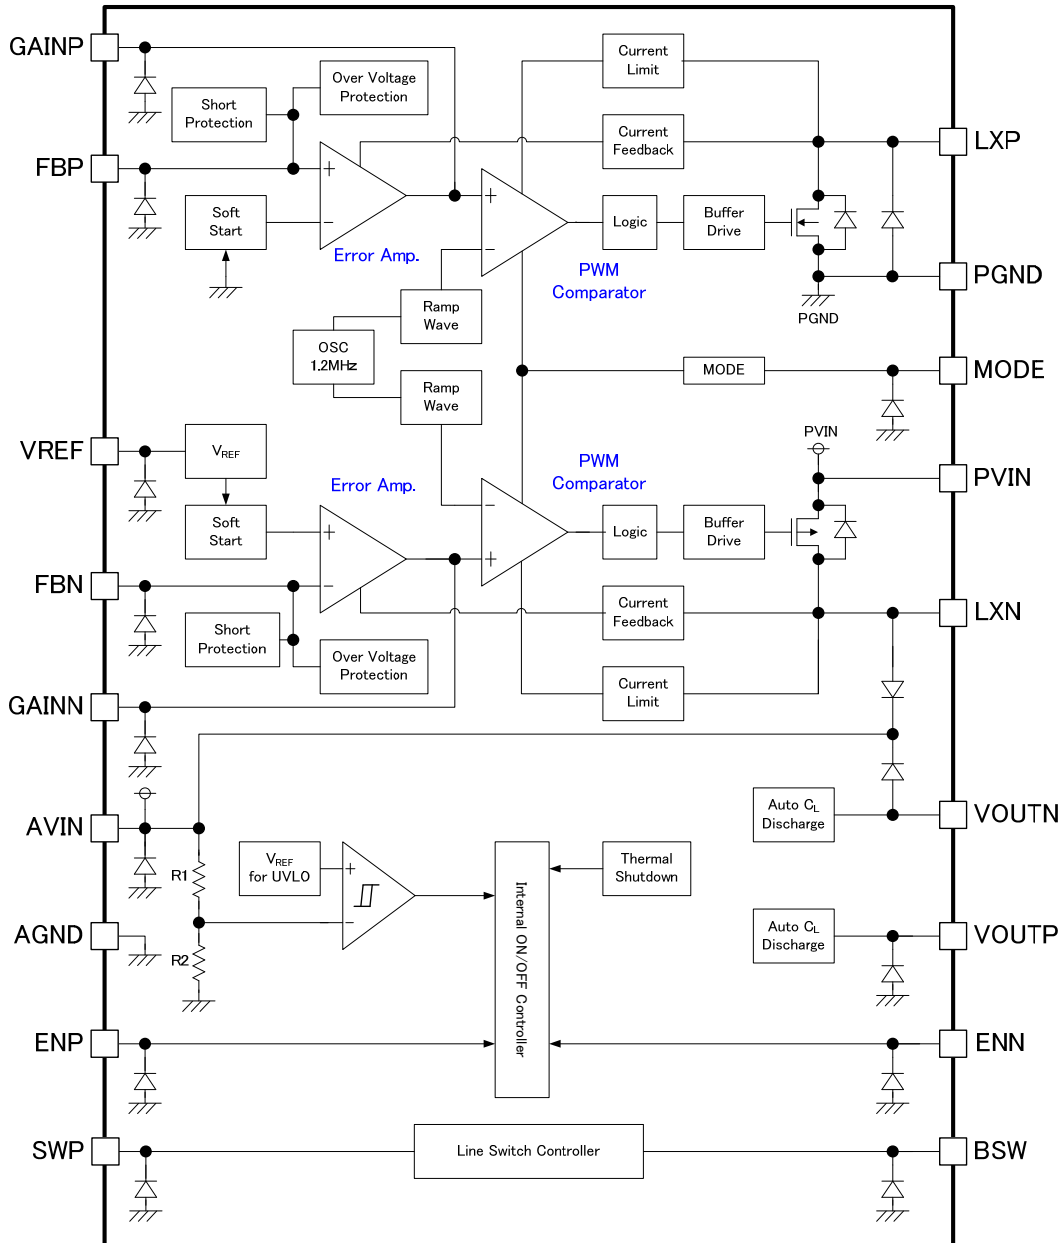 GAINP
Current
Limit
Over Voltage
Protection
Short
Protection
Current
Feedback
LXP
FBP
+
Soft
Start
−
Error Amp.
+
−
Logic
Buffer
Drive
PWM
Comparator
PGND
PGND
Ramp
Wave
OSC
1.2MHz
Ramp
Wave
MODE
MODE
VREF
VREF
Error Amp.
PWM
Comparator
PVIN
PVIN
Soft
Start
+
−
−
+
Logic
Buffer
Drive
FBN
Current
Feedback
LXN
Short
Protection
Over Voltage
Protection
Current
Limit
GAINN
AVIN
Auto CL
Discharge
VOUTN
R1
VREF
for UVLO
+
−
Internal ON/OFF Controller
Thermal
Shutdown
AGND
R2
Auto CL
Discharge
VOUTP
ENP
ENN
SWP
Line Switch Controller
BSW